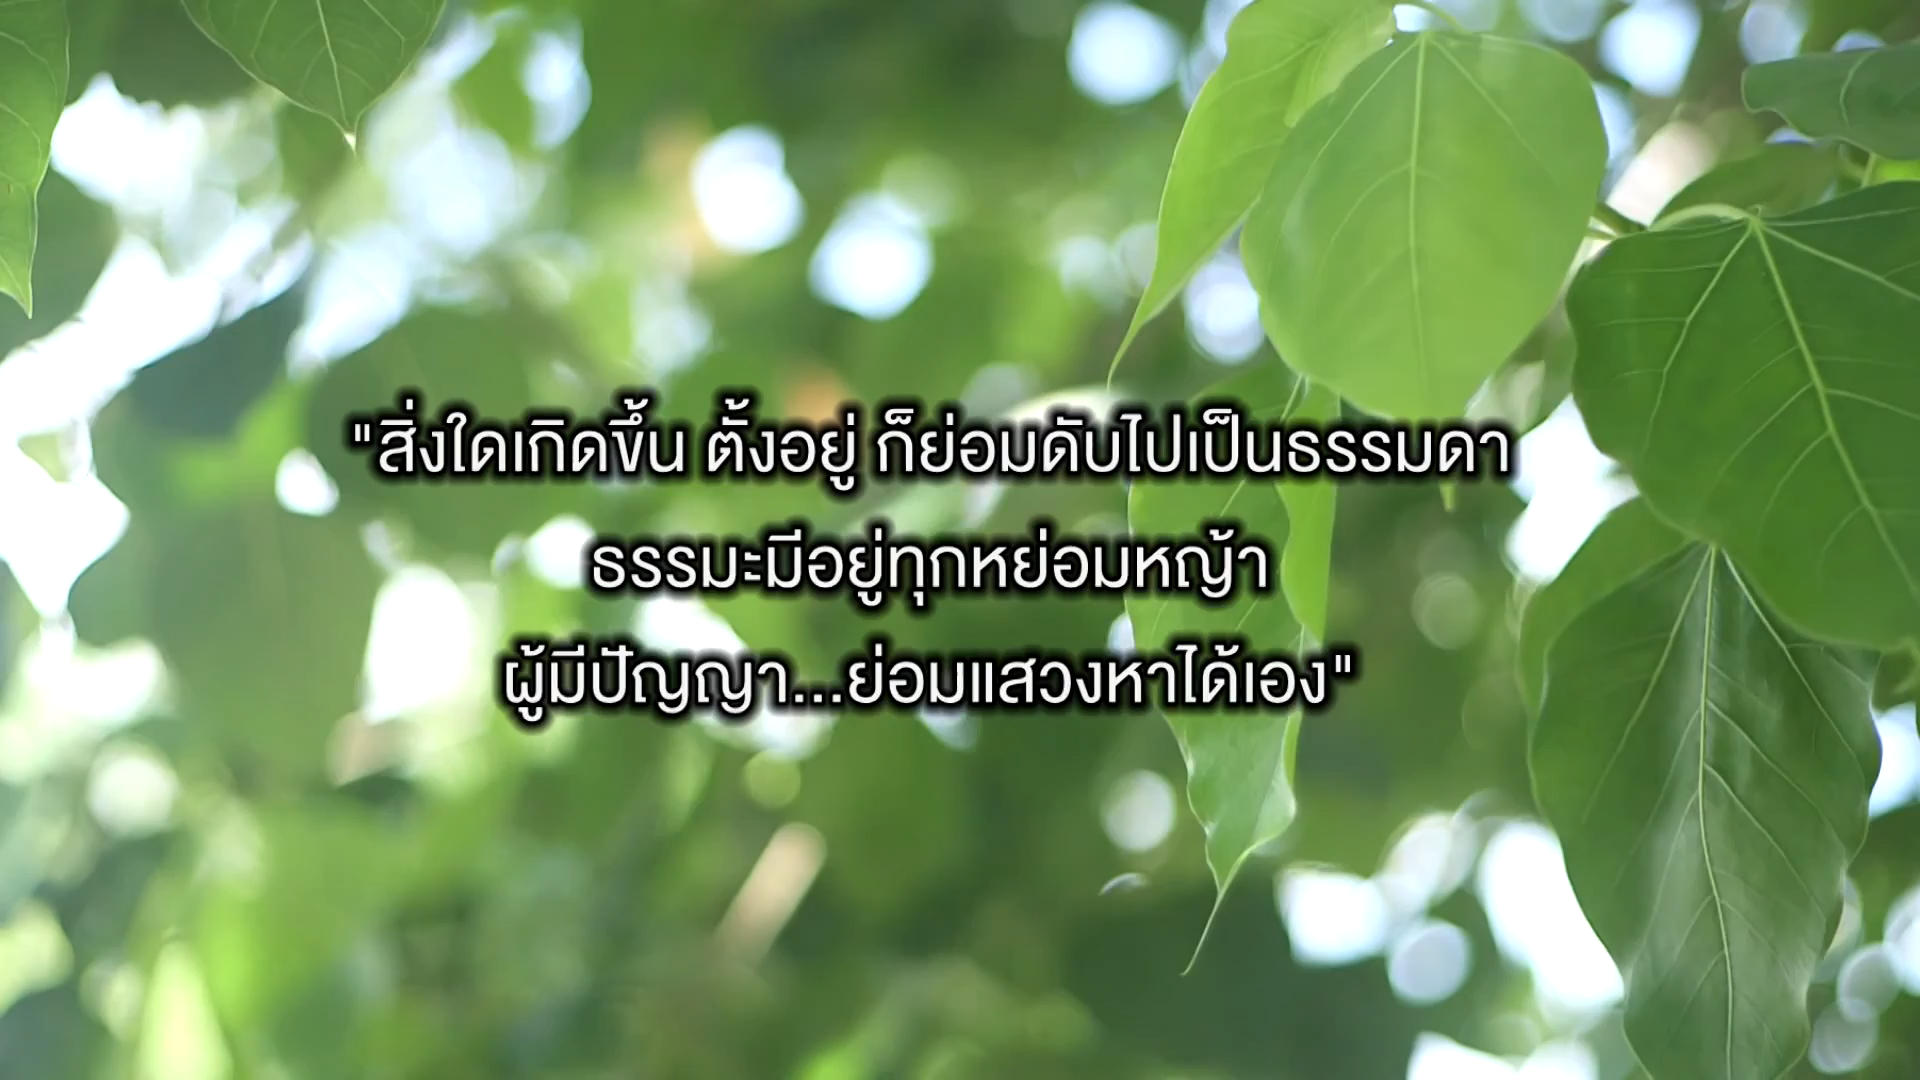 "สิ่งใดเกิดขึ้น ตั้งอยู่ ก็ย่อมดับไปเป็นธรรมดา
ธรรมะมีอยู่ทุกหย่อมหญ้า
ผู้มีปัญญา...ย่อมแสวงหาได้เอง"